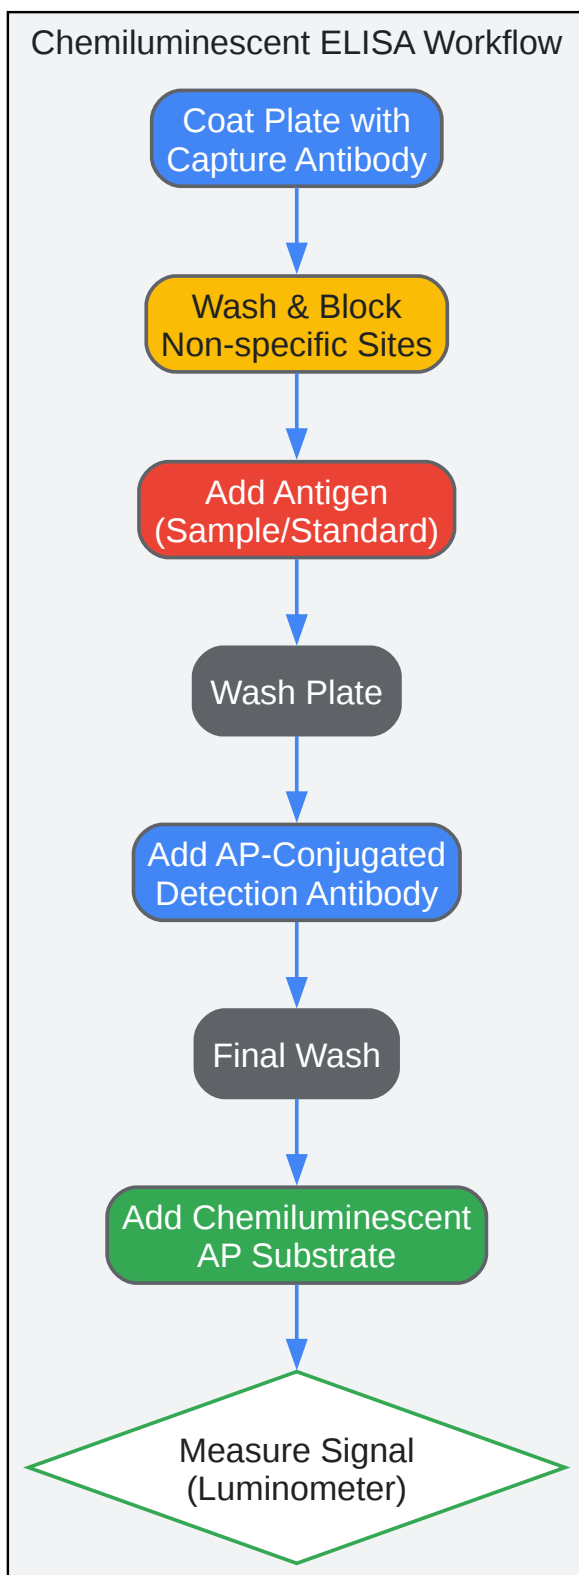 Chemiluminescent ELISA Workflow
Coat Plate with
Capture Antibody
Wash & Block
Non-specific Sites
Add Antigen
(Sample/Standard)
Wash Plate
Add AP-Conjugated
Detection Antibody
Final Wash
Add Chemiluminescent
AP Substrate
Measure Signal
(Luminometer)